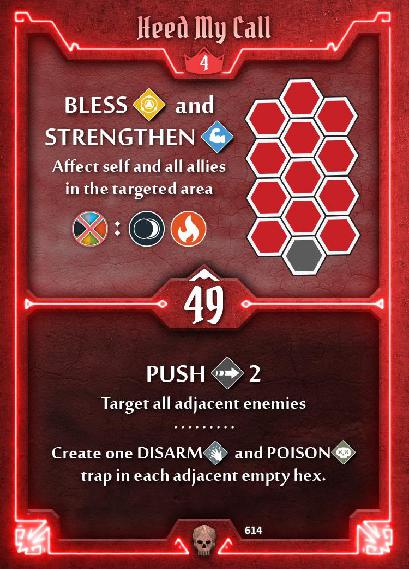 Heed My Call
4
BLESS and
STRENGTHEN
Affect self and all allies
in the targeted area
:
49
PUSH 2
Target all adjacent enemies
Create one DISARM and POISON
trap in each adjacent empty hex.
614